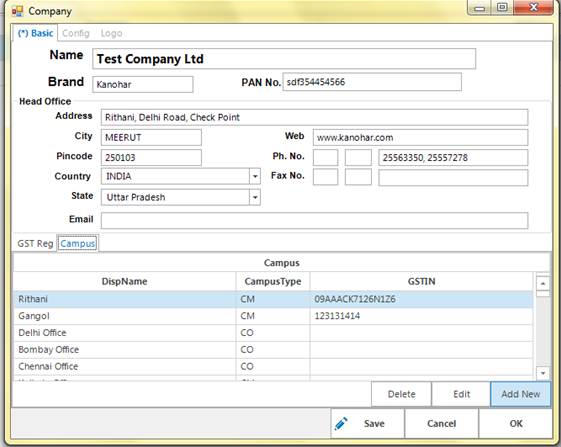 Company
(*) Basic Config Logo
Name Test Company Ltd
Brand Kanohar PAN No. sdf354454566
Head Office
Address Rithani, Delhi Road, Check Point
City MEERUT Web www.kanohar.com
Pincode 250103 Ph. No. 25563350, 25557278
Country INDIA Fax No.
State Uttar Pradesh
Email
GST Reg Campus
Campus
DispName CampusType GSTIN
Rithani CM 09AAACK7126N1Z6
Gangol CM 123131414
Delhi Office CO
Bombay Office CO
Chennai Office CO
Delete Edit Add New
Save Cancel OK